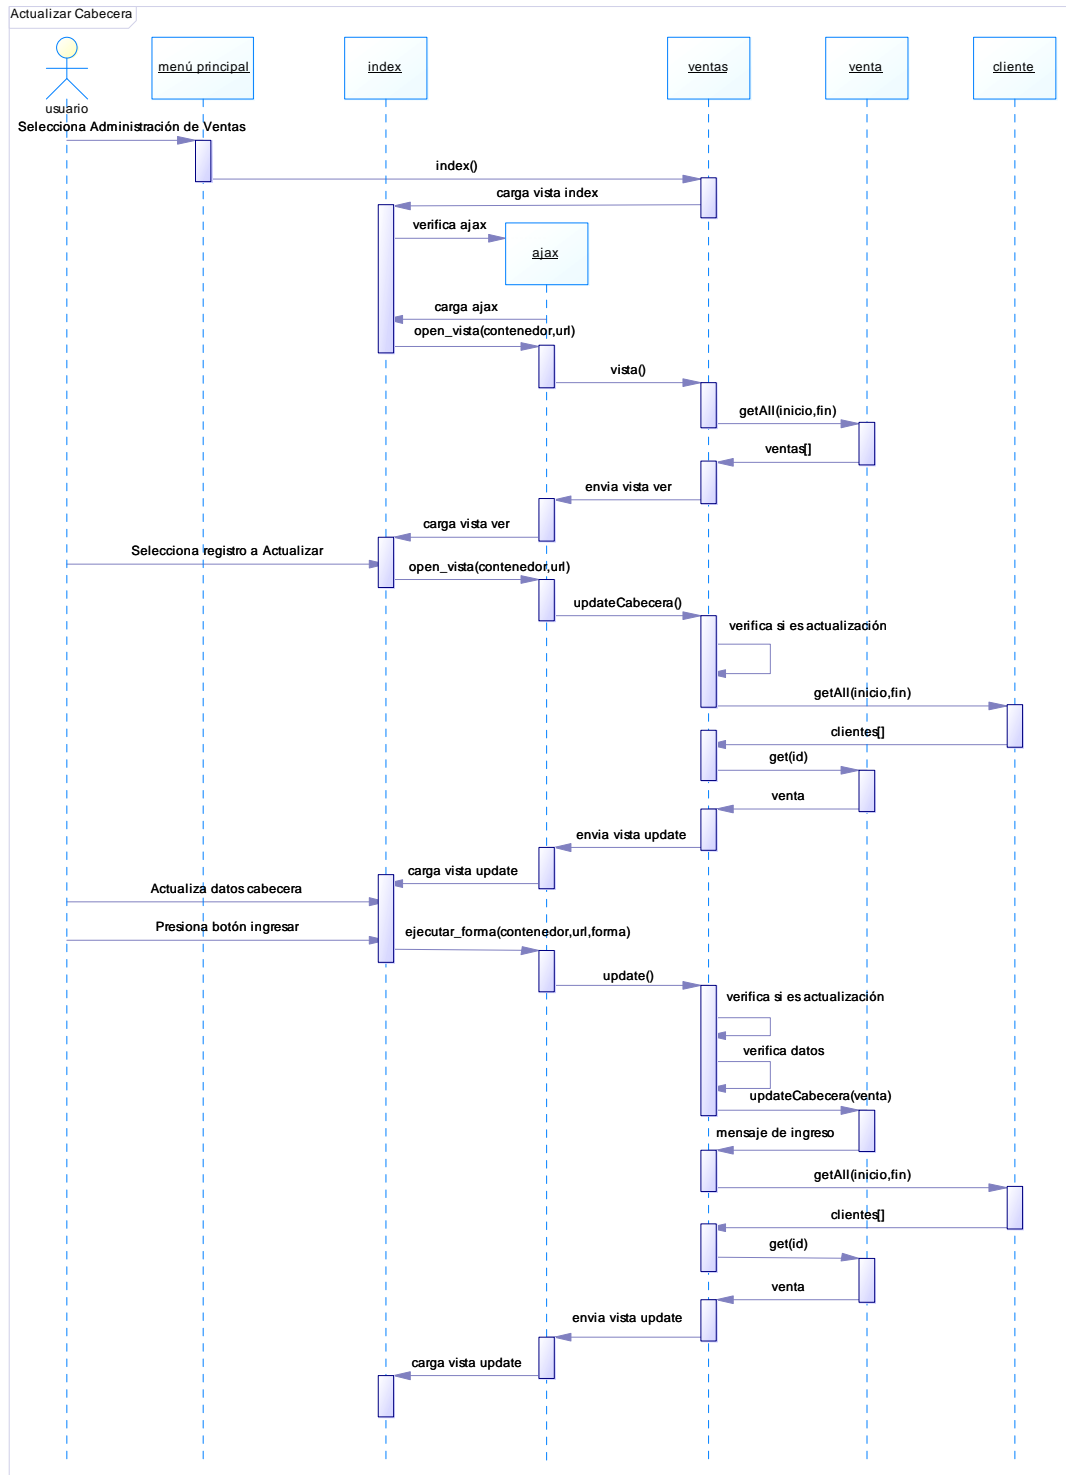 Actualizar Cabecera
usuario
menú principal
index
ventas
venta
cliente
Selecciona Administración de Ventas
index()
carga vista index
verifica ajax
ajax
carga ajax
open_vista(contenedor,url)
vista()
getAll(inicio,fin)
ventas[]
envia vista ver
carga vista ver
Selecciona registro a Actualizar
open_vista(contenedor,url)
updateCabecera()
verifica si es actualización
getAll(inicio,fin)
clientes[]
get(id)
venta
envia vista update
carga vista update
Actualiza datos cabecera
Presiona botón ingresar
ejecutar_forma(contenedor,url,forma)
update()
verifica si es actualización
verifica datos
updateCabecera(venta)
mensaje de ingreso
getAll(inicio,fin)
clientes[]
get(id)
venta
envia vista update
carga vista update